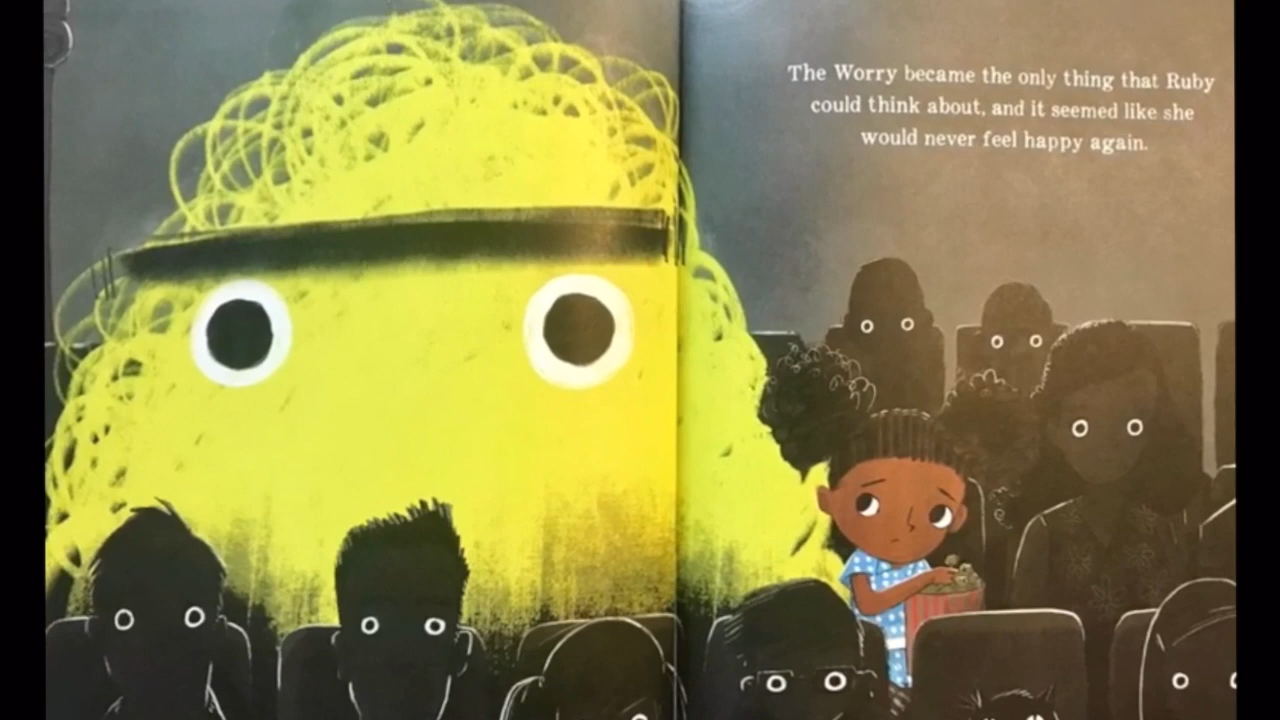 The Worry became the only thing that Ruby
could think about, and it seemed like she
would never feel happy again.